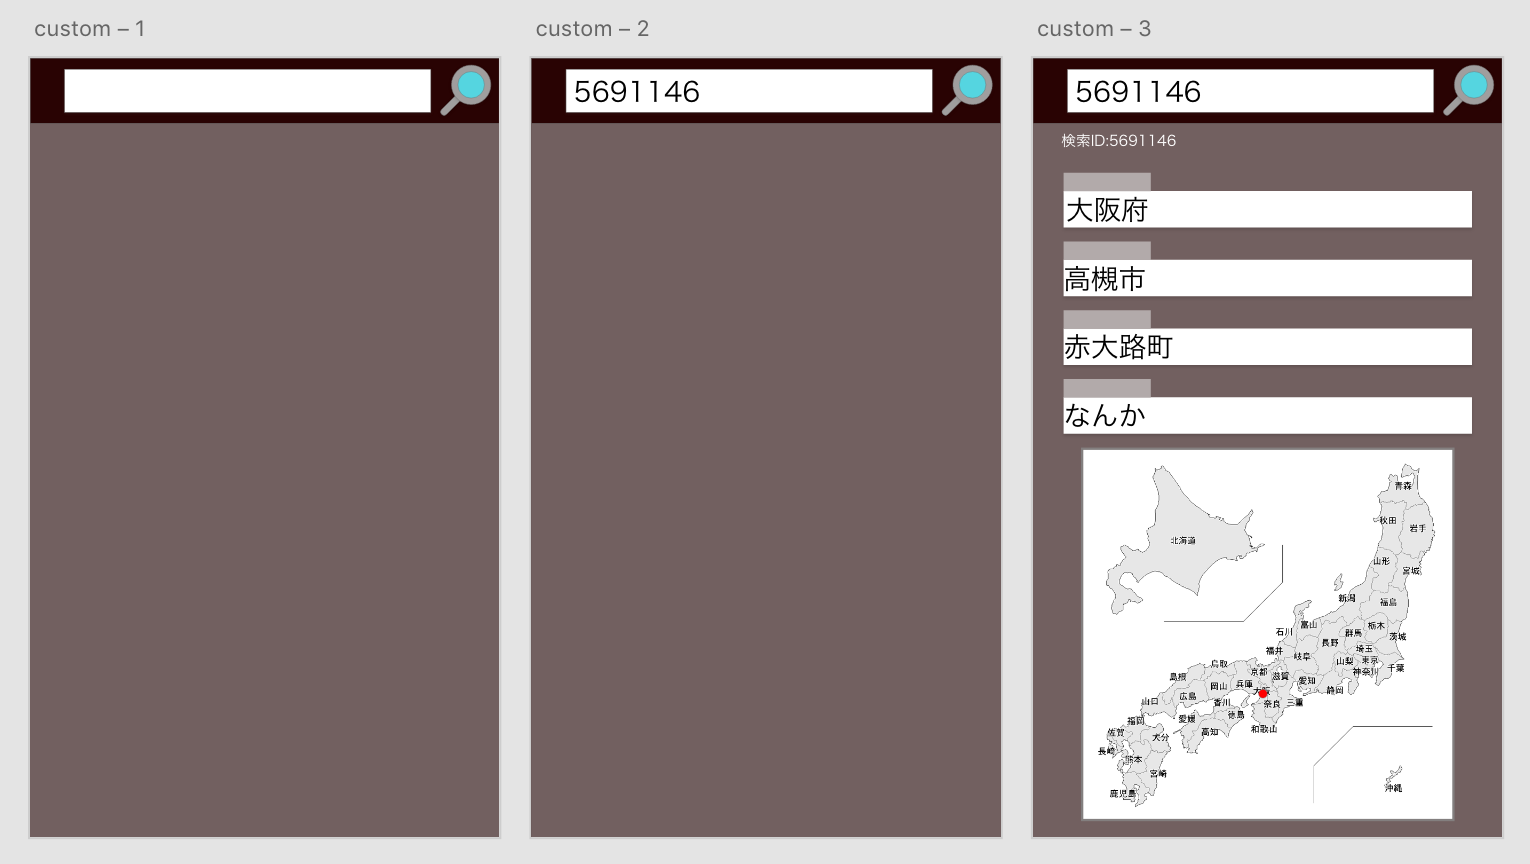 custom – 1
custom – 2
custom – 3
5691146
5691146
検索ID:5691146
大阪府
高槻市
赤大路町
なんか
青森
秋田
岩手
北海道
山形
宮城
新潟
福島
富山
栃木
石川
群馬
茨城
長野
埼玉
福井
岐阜
山梨
東京
鳥取
千葉
京都
神奈川
島根
滋賀
愛知
兵庫
岡山
静岡
大阪
広島
山口
香川
奈良
三重
徳島
愛媛
福岡
和歌山
高知
佐賀
大分
長崎
熊本
宮崎
沖縄
鹿児島